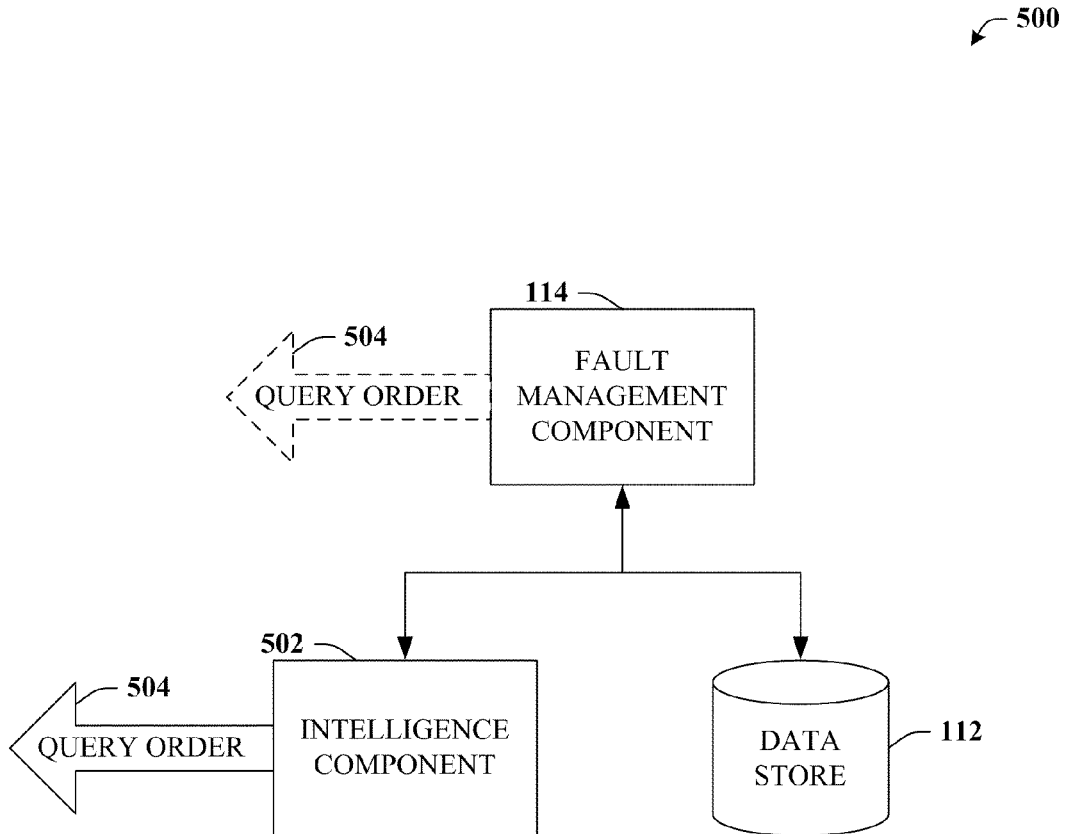 500
114
504
QUERY ORDER
FAULT
MANAGEMENT
COMPONENT
502
504
QUERY ORDER
INTELLIGENCE
COMPONENT
DATA
STORE
112